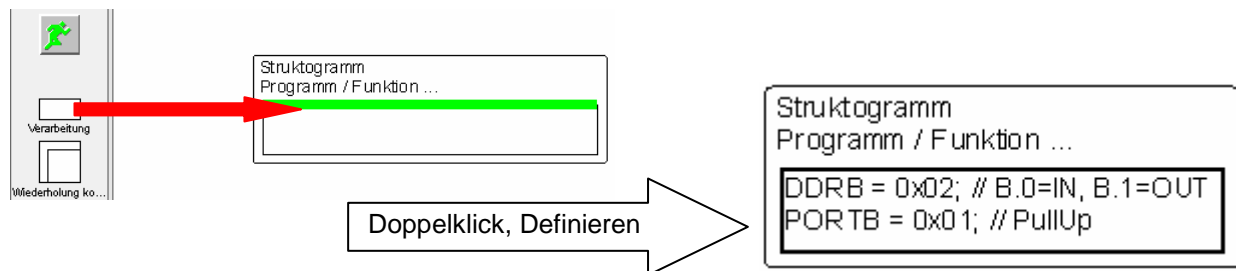 Verarbeitung
Wiederholung ko...
Struktogramm
Programm / Funktion ...
Doppelklick, Definieren
Struktogramm
Programm / Funktion ...
DDRB = 0x02; // B.0=IN, B.1=OUT
PORTB = 0x01; // PullUp